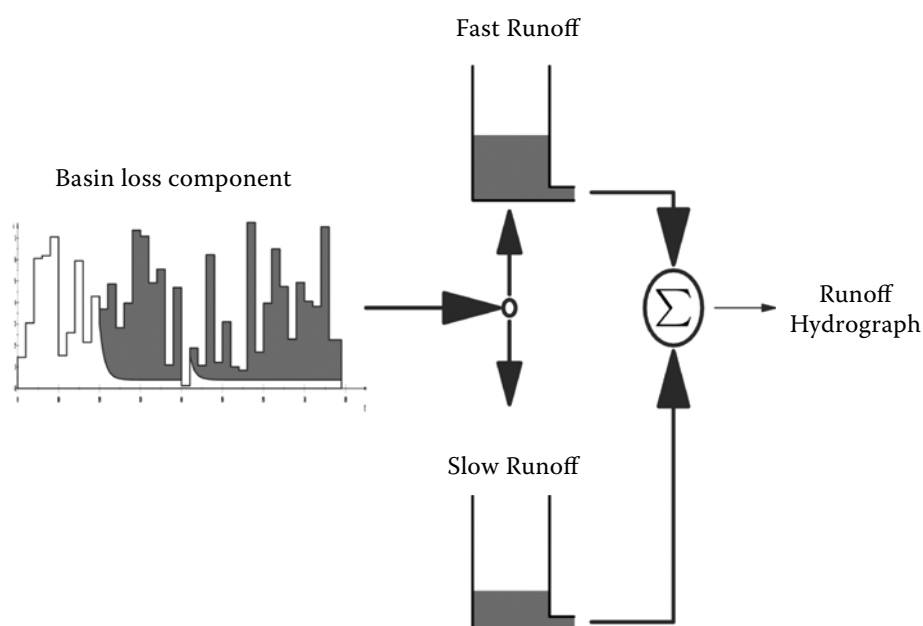 Fast Runoff
Basin loss component
Σ
Runoff
Hydrograph
Slow Runoff